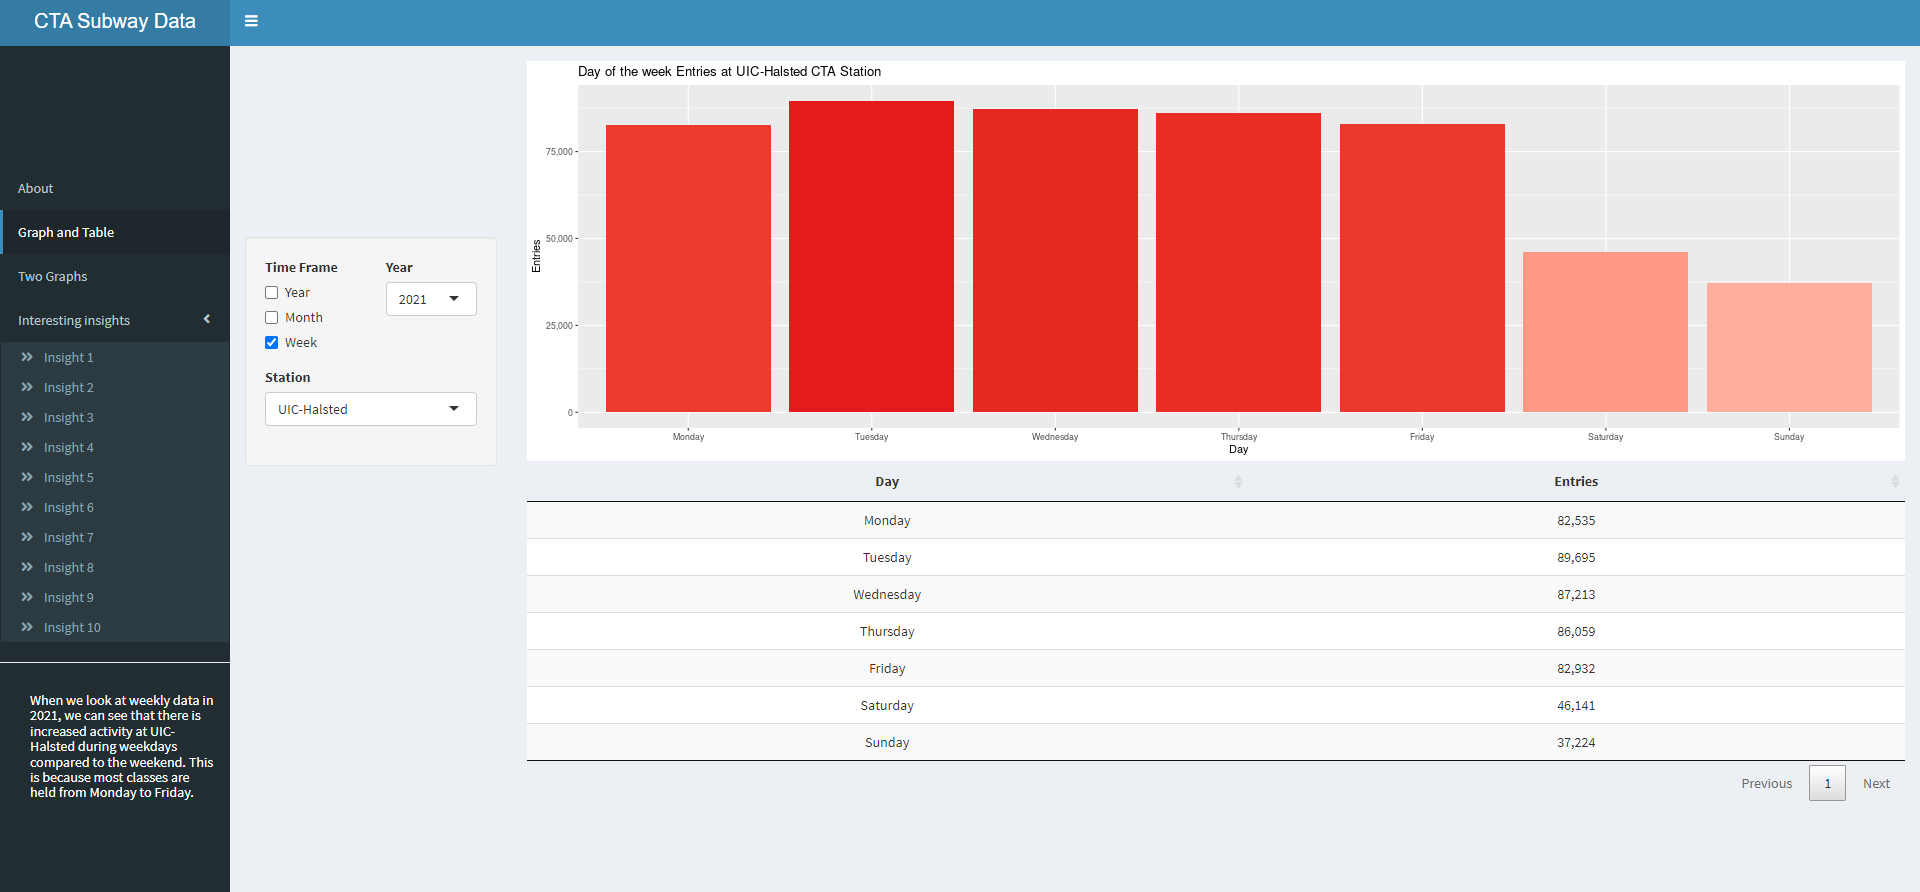 CTA Subway Data
About
Graph and Table
Two Graphs
Interesting insights
Insight 1
Insight 2
Insight 3
Insight 4
Insight 5
Insight 6
Insight 7
Insight 8
Insight 9
Insight 10
When we look at weekly data in
2021, we can see that there is
increased activity at UIC-
Halsted during weekdays
compared to the weekend. This
is because most classes are
held from Monday to Friday.
Time Frame
Year
Month
Week
Year
2021
Station
UIC-Halsted
Day of the week Entries at UIC-Halsted CTA Station
Entries
75,000
50,000
25,000
0
Monday Tuesday Wednesday Thursday Friday Saturday Sunday
Day
Day Entries
Monday 82,535
Tuesday 89,695
Wednesday 87,213
Thursday 86,059
Friday 82,932
Saturday 46,141
Sunday 37,224
Previous 1 Next